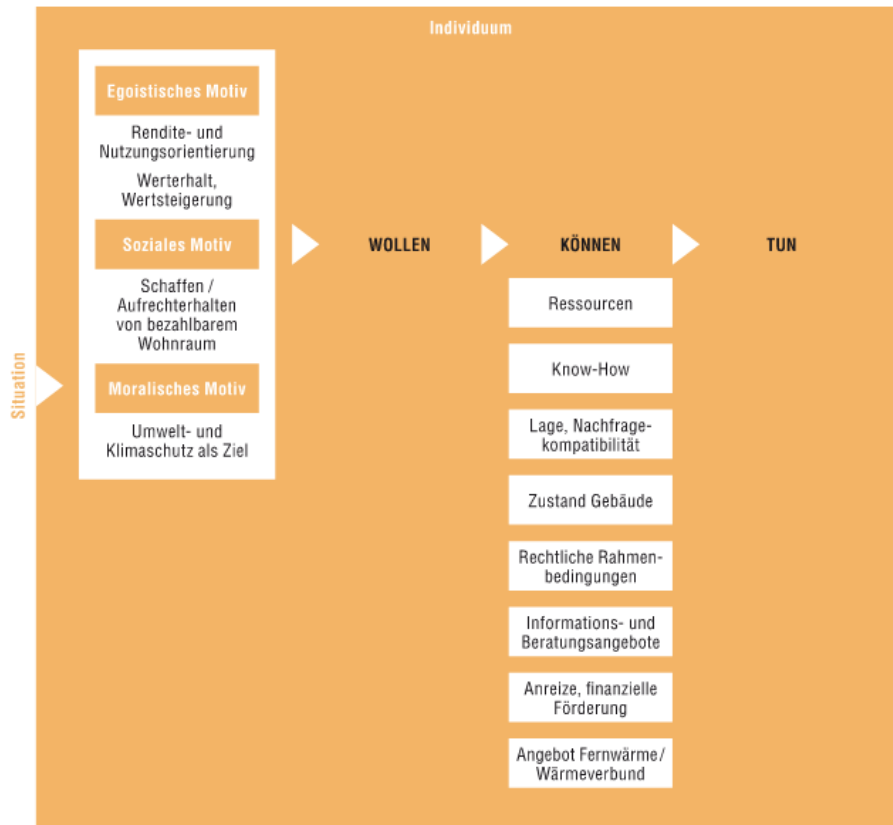 Individuum
Situation
Egoistisches Motiv
Rendite- und
Nutzungsorientierung
Werterhalt,
Wertsteigerung
Soziales Motiv
Schaffen /
Aufrechterhalten
von bezahlbarem
Wohnraum
Moralisches Motiv
Umwelt- und
Klimaschutz als Ziel
WOLLEN
KÖNNEN
Ressourcen
Know-How
Lage, Nachfrage-
kompatibilität
Zustand Gebäude
Rechtliche Rahmen-
bedingungen
Informations- und
Beratungsangebote
Anreize, finanzielle
Förderung
Angebot Fernwärme/
Wärmeverbund
TUN